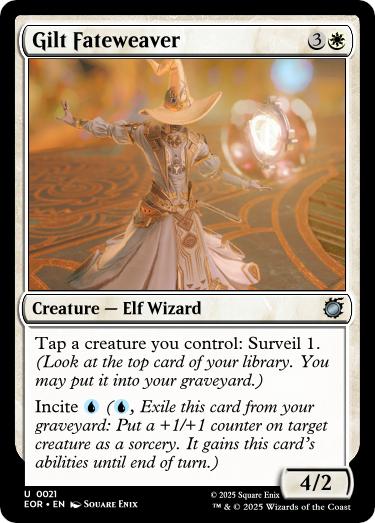 Gilt Fateweaver 3
Creature — Elf Wizard
Tap a creature you control: Surveil 1.
(Look at the top card of your library. You
may put it into your graveyard.)
Incite (, Exile this card from your
graveyard: Put a +1/+1 counter on target
creature as a sorcery. It gains this card's
abilities until end of turn.)
4/2
U 0021
EOR • EN Square Enix
© 2025 Square Enix
™ & © 2025 Wizards of the Coast